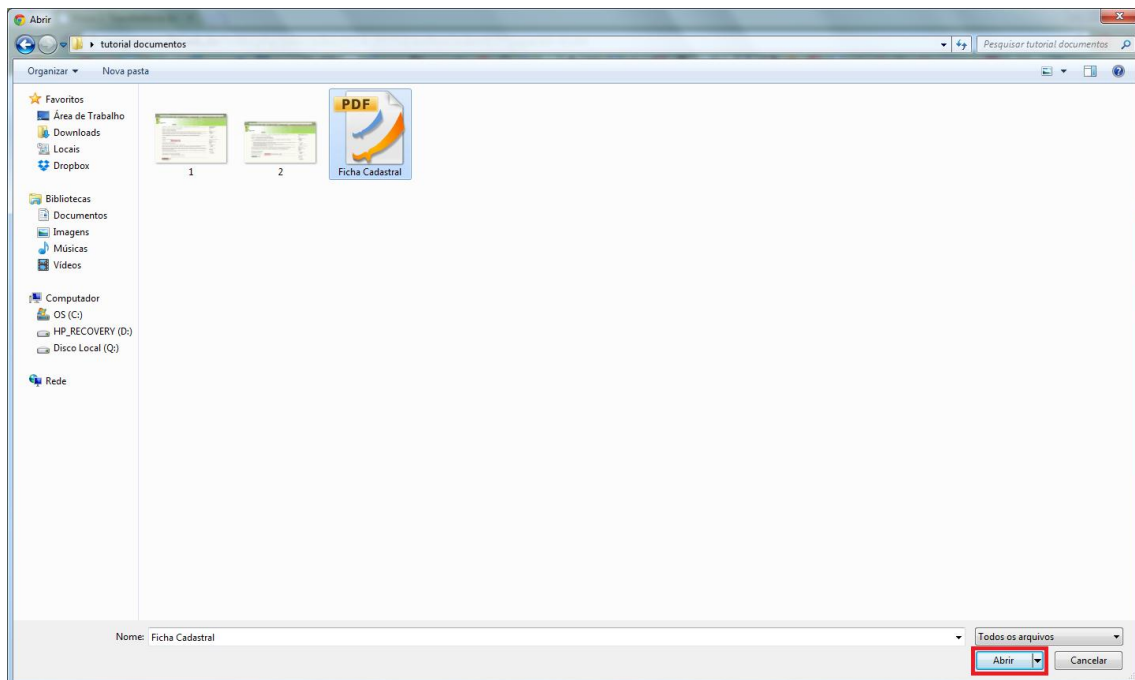 Abrir
tutorial documentos
Pesquisar tutorial documentos
Organizar
Nova pasta
Favoritos
Área de Trabalho
Downloads
Locais
Dropbox
Bibliotecas
Documentos
Imagens
Músicas
Vídeos
Computador
OS (C:)
HP_RECOVERY (D:)
Disco Local (Q:)
Rede
1
2
PDF
Ficha Cadastral
Nome: Ficha Cadastral
Todos os arquivos
Abrir
Cancelar